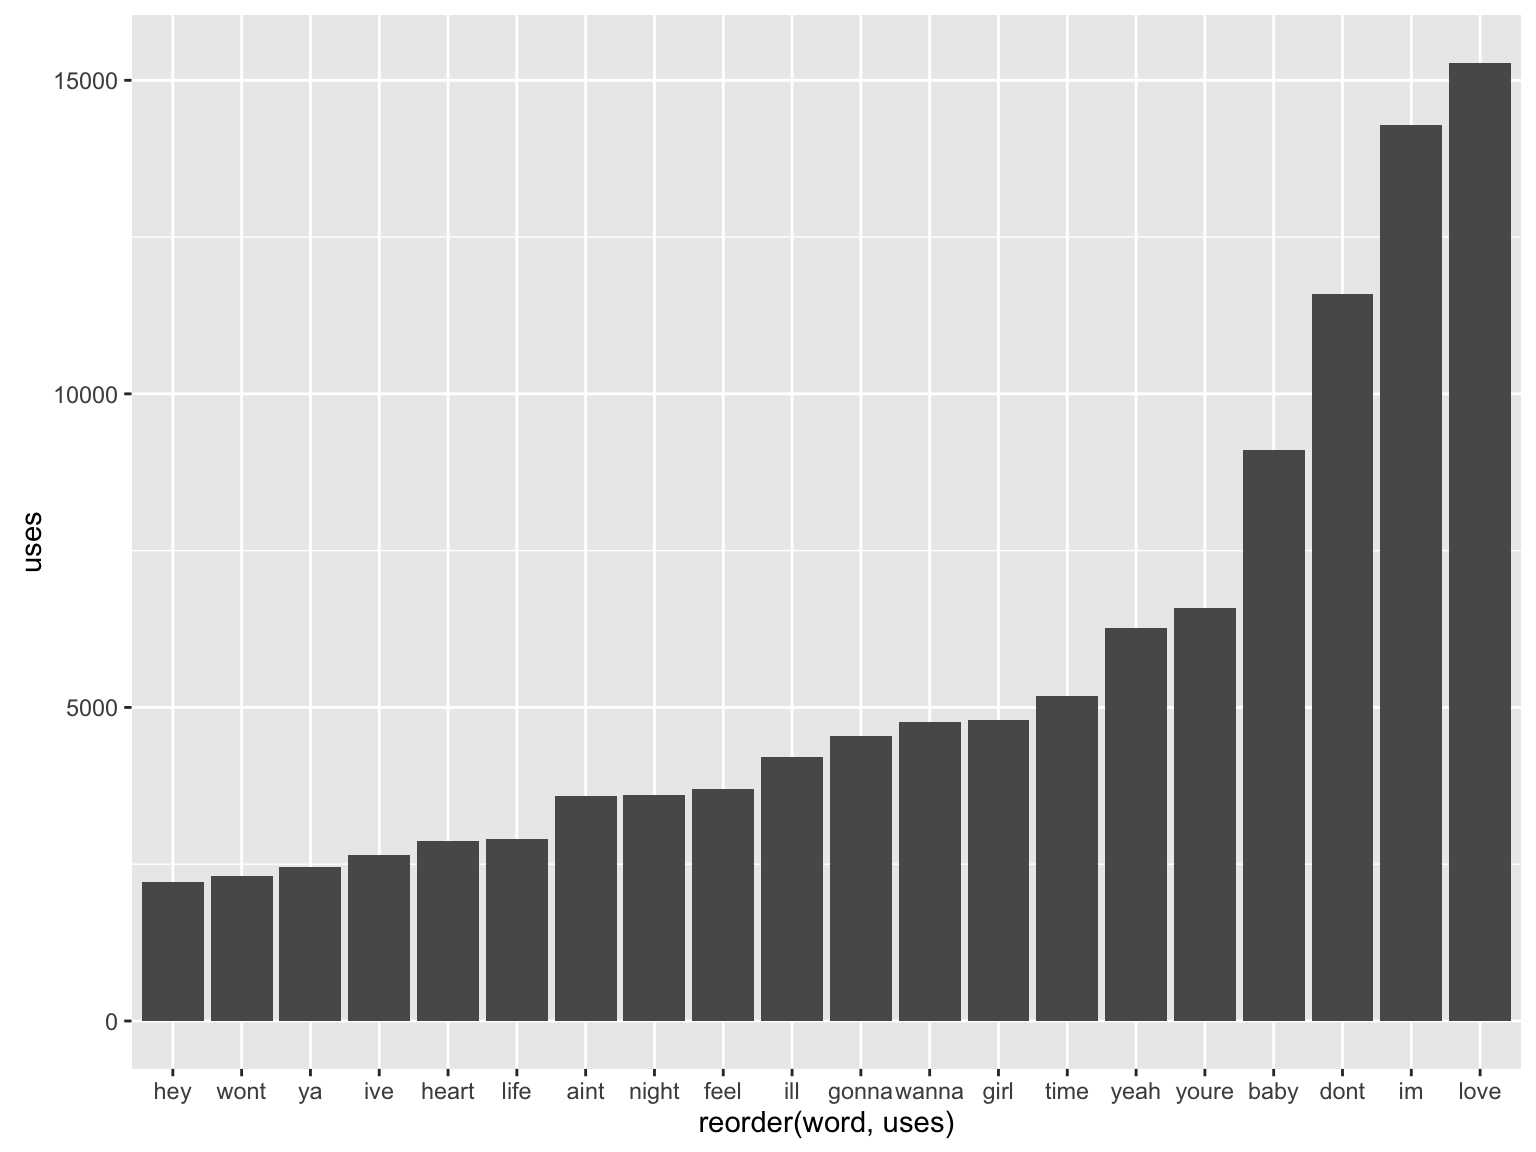 15000
10000
5000
0
uses
hey wont ya ive heart life aint night feel ill gonna wanna girl time yeah youre baby dont im love
reorder(word, uses)